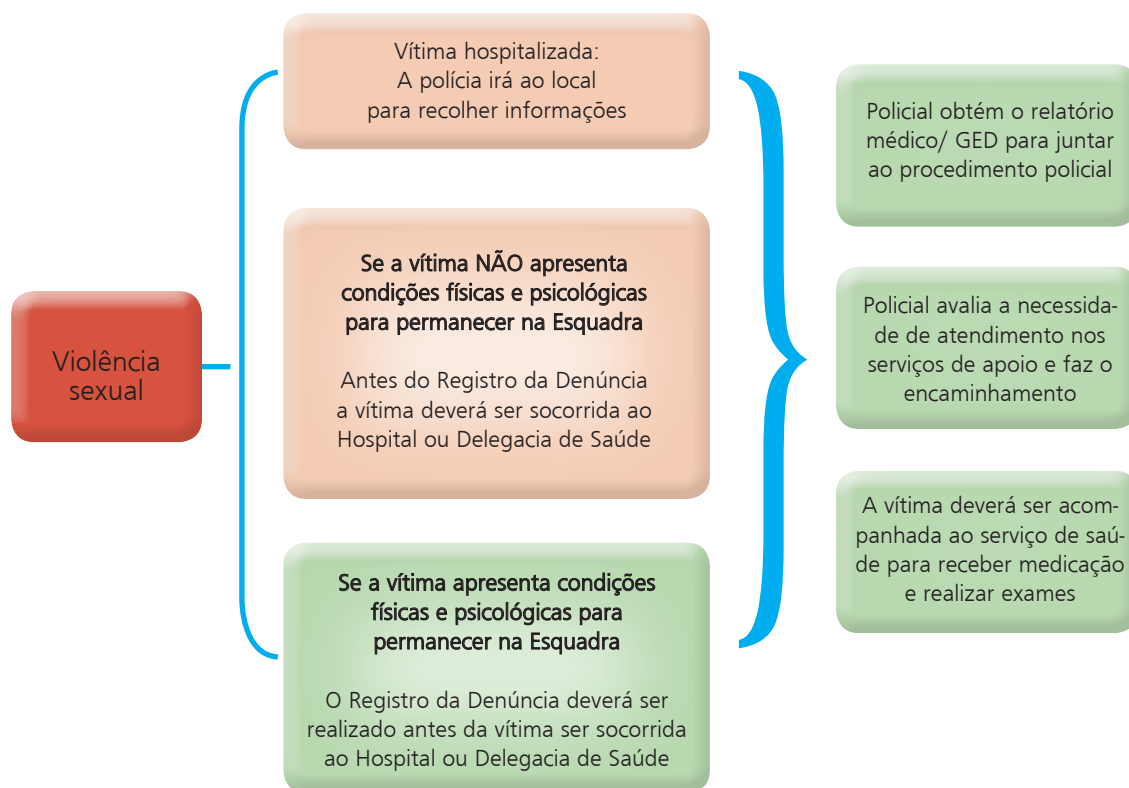 Violência
sexual
Vítima hospitalizada:
A polícia irá ao local
para recolher informações
Se a vítima NÃO apresenta
condições físicas e psicológicas
para permanecer na Esquadra
Antes do Registro da Denúncia
a vítima deverá ser socorrida ao
Hospital ou Delegacia de Saúde
Se a vítima apresenta condições
físicas e psicológicas para
permanecer na Esquadra
O Registro da Denúncia deverá ser
realizado antes da vítima ser socorrida
ao Hospital ou Delegacia de Saúde
Policial obtém o relatório
médico/ GED para juntar
ao procedimento policial
Policial avalia a necessida-
de de atendimento nos
serviços de apoio e faz o
encaminhamento
A vítima deverá ser acom-
panhada ao serviço de saú-
de para receber medicação
e realizar exames